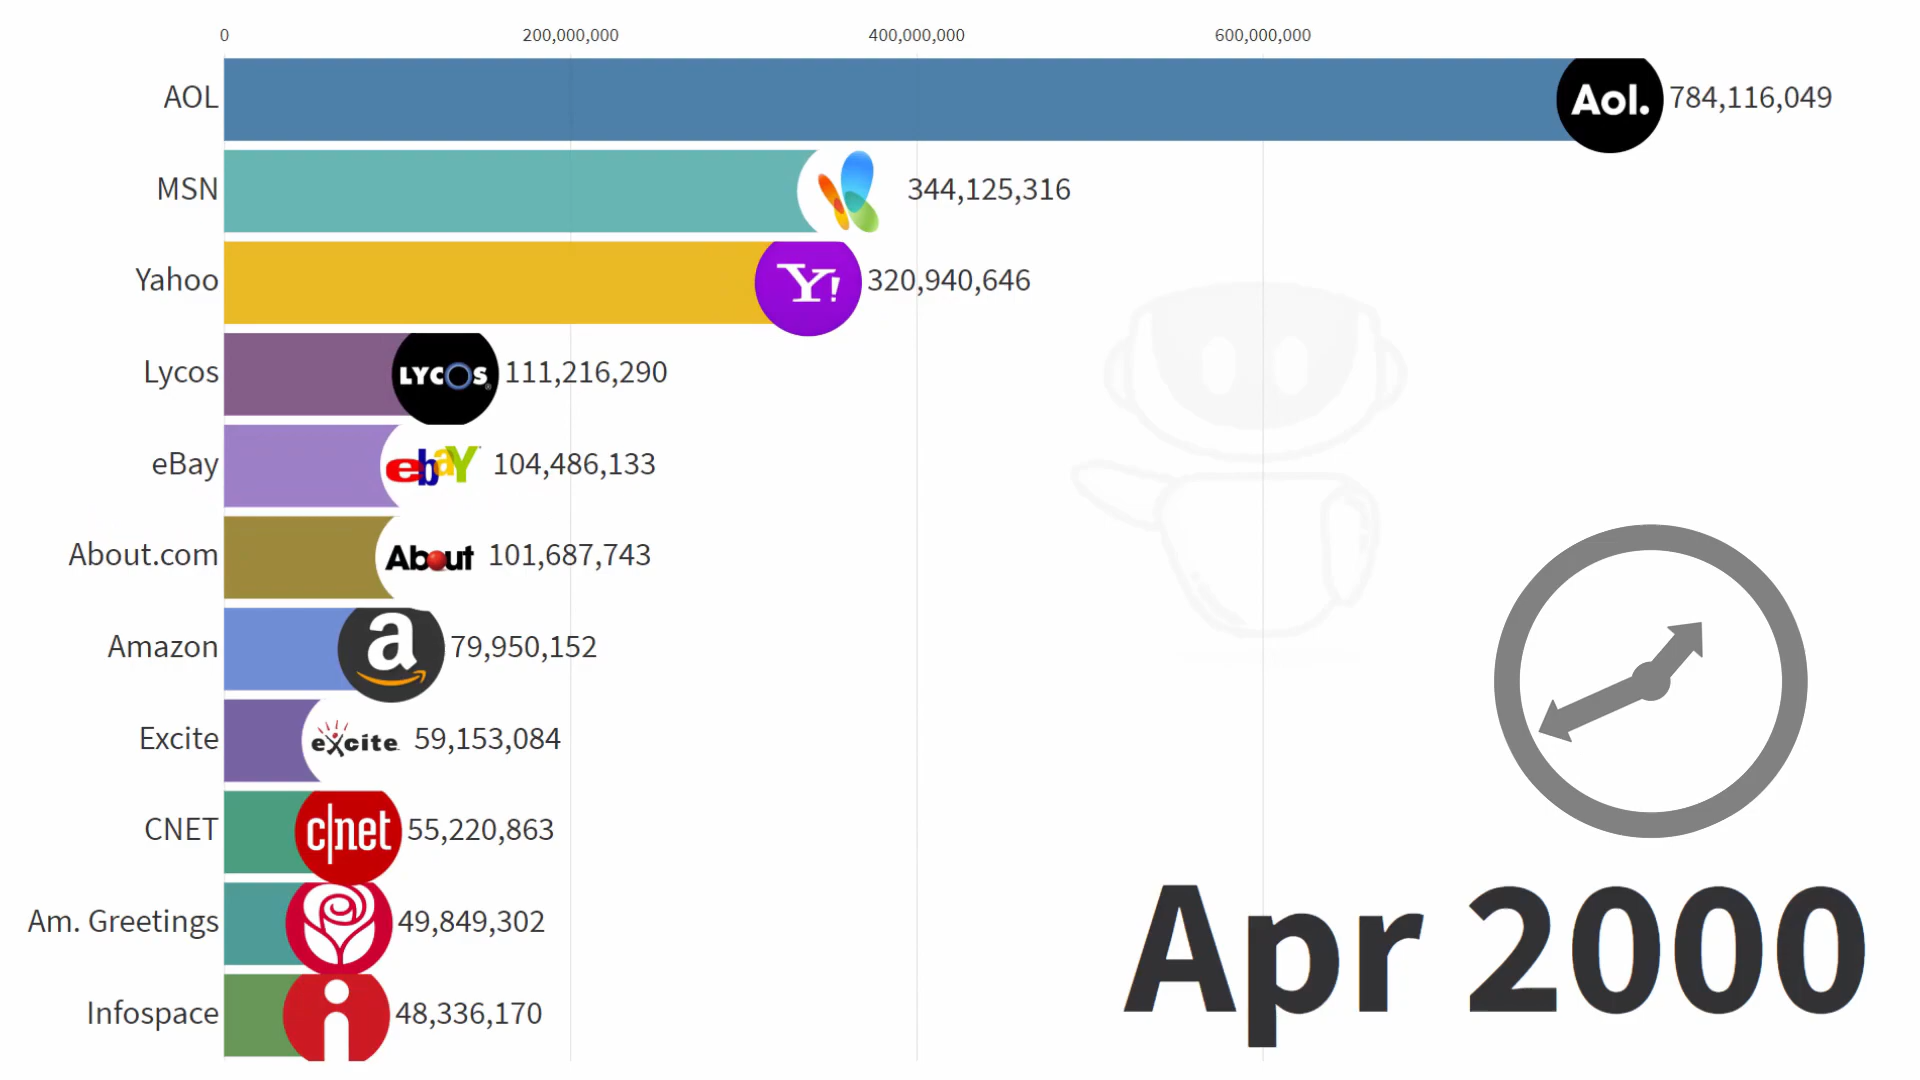 0 200,000,000 400,000,000 600,000,000
AOL Aol. 784,116,049
MSN 344,125,316
Yahoo Y! 320,940,646
Lycos LYCOS 111,216,290
eBay ebaY 104,486,133
About.com About 101,687,743
Amazon a 79,950,152
Excite excite 59,153,084
CNET c|net 55,220,863
Am. Greetings 49,849,302
Infospace i 48,336,170
Apr 2000